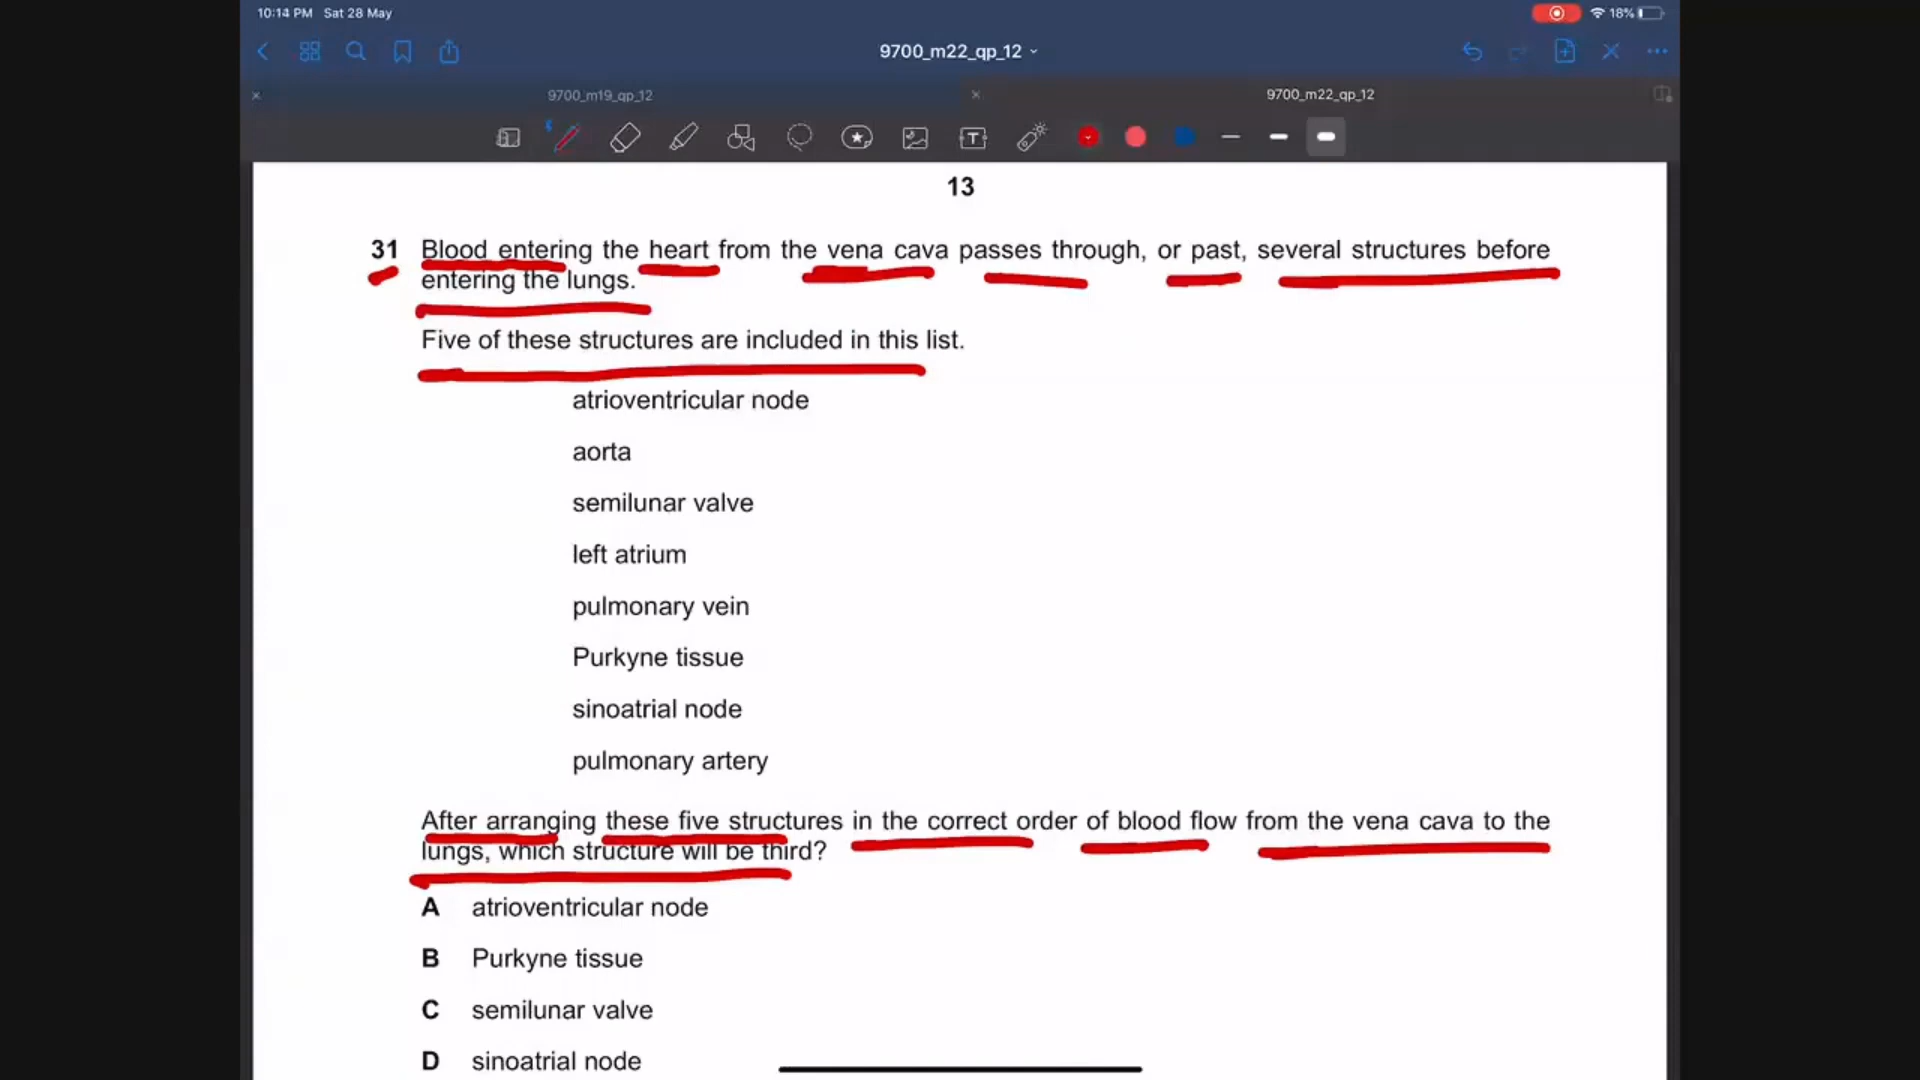 10:14 PM Sat 28 May
18%
9700_m22_qp_12
9700_m19_qp_12
9700_m22_qp_12
13
31 Blood entering the heart from the vena cava passes through, or past, several structures before
entering the lungs.
Five of these structures are included in this list.
atrioventricular node
aorta
semilunar valve
left atrium
pulmonary vein
Purkyne tissue
sinoatrial node
pulmonary artery
After arranging these five structures in the correct order of blood flow from the vena cava to the
lungs, which structure will be third?
A atrioventricular node
B Purkyne tissue
C semilunar valve
D sinoatrial node